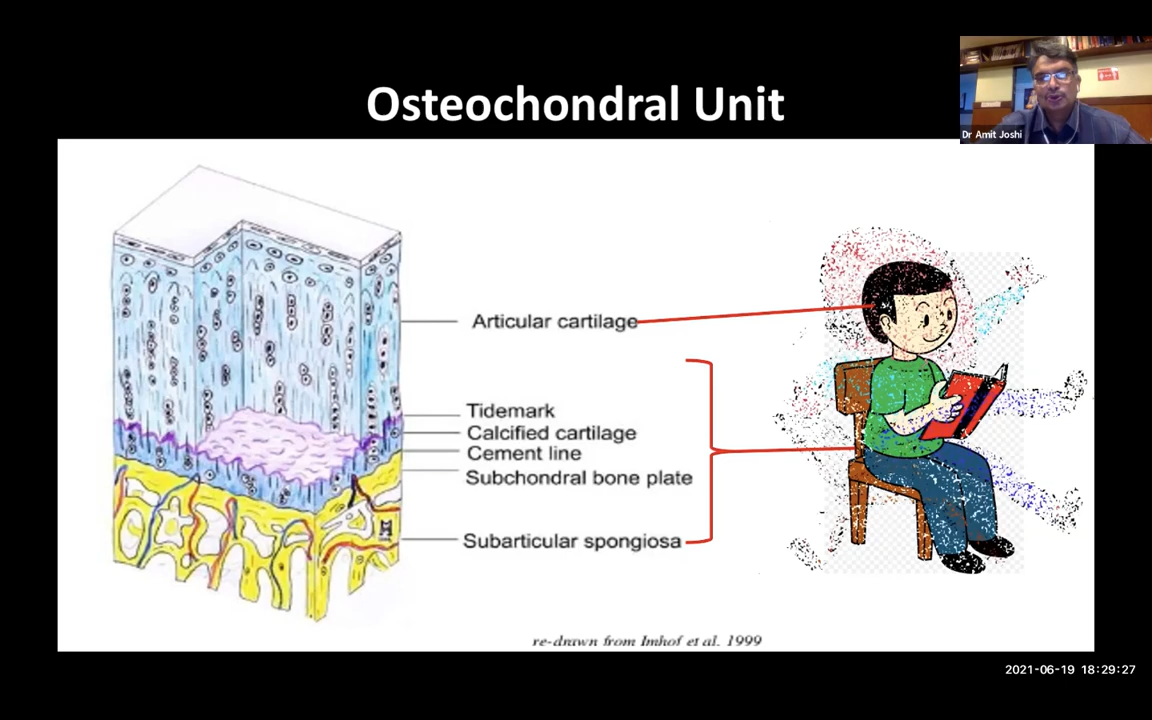 Osteochondral Unit
Dr Amit Joshi
Articular cartilage
Tidemark
Calcified cartilage
Cement line
Subchondral bone plate
Subarticular spongiosa
re-drawn from Imhof et al. 1999
2021-06-19 18:29:27